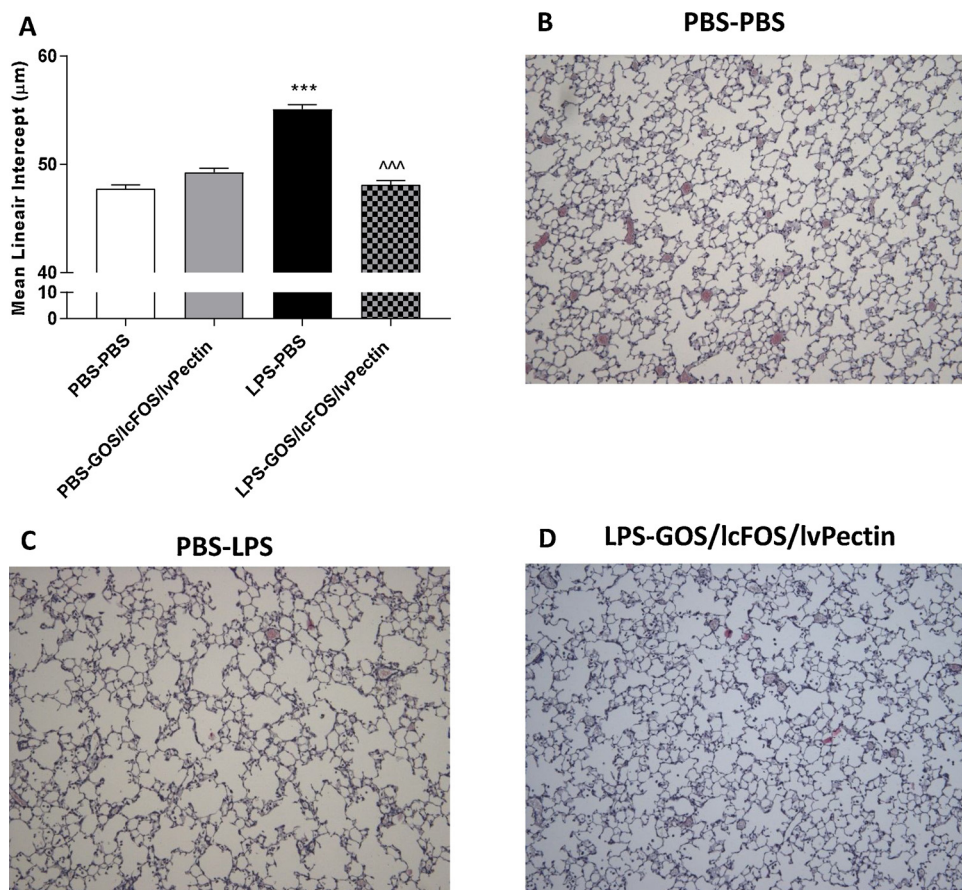 A
Mean Lineair Intercept (μm)
60
50
40
10
0
***
^^^
PBS-PBS
PBS-GOS/lcFOS/lvPectin
LPS-PBS
LPS-GOS/lcFOS/lvPectin
B
PBS-PBS
C
PBS-LPS
D
LPS-GOS/lcFOS/lvPectin